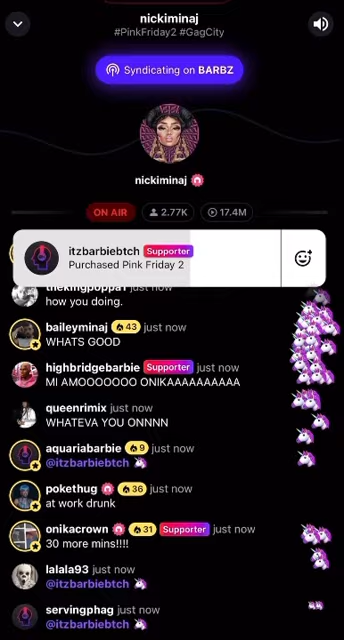 nickiminaj
#PinkFriday2 #GagCity
Syndicating on BARBZ
nickiminaj
ON AIR 2.77K 17.4M
itzbarbiebtch Supporter
Purchased Pink Friday 2
thekingpoppa1 just now
how you doing.
baileyminaj 43 just now
WHATS GOOD
highbridgebarbie Supporter just now
MI AMOOOOOOO ONIKAAAAAAAAAA
queenrimix just now
WHATEVA YOU ONNNN
aquariabarbie 9 just now
@itzbarbiebtch
pokethug 36 just now
at work drunk
onikacrown 31 Supporter just now
30 more mins!!!!
lalala93 just now
@itzbarbiebtch
servingphag just now
@itzbarbiebtch